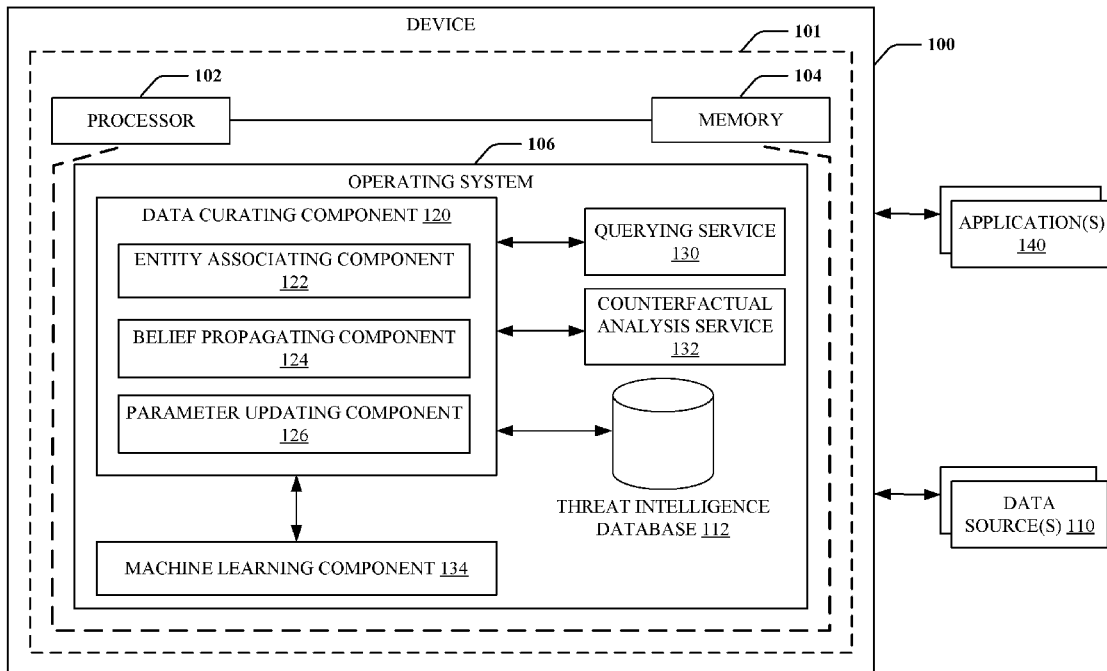 DEVICE
101
100
102
104
PROCESSOR
MEMORY
106
OPERATING SYSTEM
DATA CURATING COMPONENT 120
ENTITY ASSOCIATING COMPONENT
122
BELIEF PROPAGATING COMPONENT
124
PARAMETER UPDATING COMPONENT
126
QUERYING SERVICE
130
COUNTERFACTUAL
ANALYSIS SERVICE
132
THREAT INTELLIGENCE
DATABASE 112
MACHINE LEARNING COMPONENT 134
APPLICATION(S)
140
DATA
SOURCE(S) 110